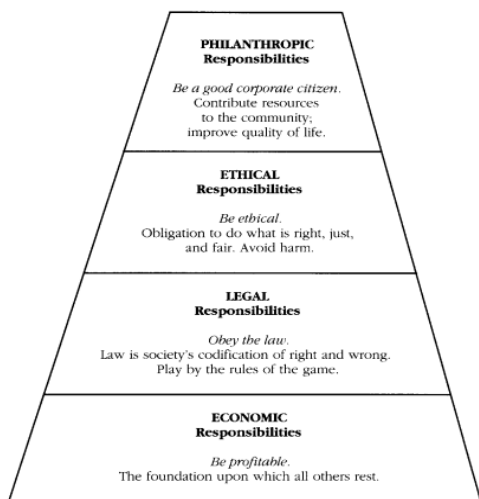 PHILANTHROPIC
Responsibilities
Be a good corporate citizen.
Contribute resources
to the community;
improve quality of life.
ETHICAL
Responsibilities
Be ethical.
Obligation to do what is right, just,
and fair. Avoid harm.
LEGAL
Responsibilities
Obey the law.
Law is society's codification of right and wrong.
Play by the rules of the game.
ECONOMIC
Responsibilities
Be profitable.
The foundation upon which all others rest.